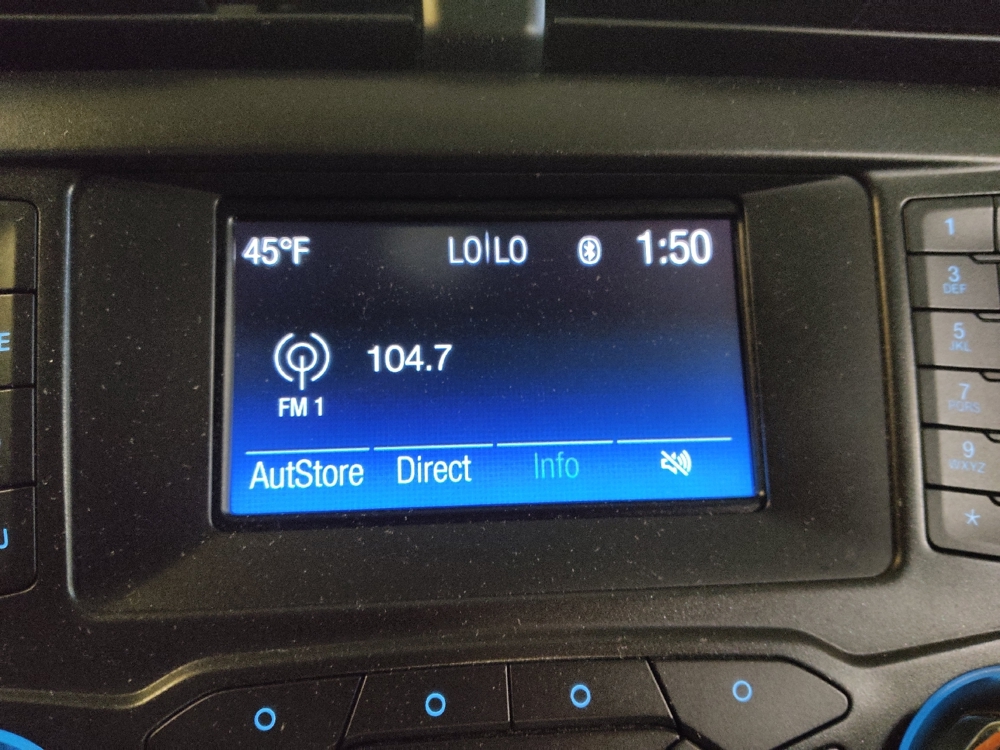 45°F LO|LO 1:50
104.7
FM 1
AutStore Direct Info
1
3
DEF
5
JKL
7
PQRS
9
WXYZ
*
E
U